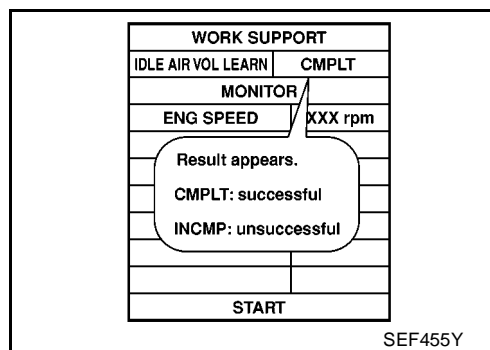 WORK SUPPORT
IDLE AIR VOL LEARN CMPLT
MONITOR
ENG SPEED XXX rpm
Result appears.
CMPLT: successful
INCMP: unsuccessful
START
SEF455Y